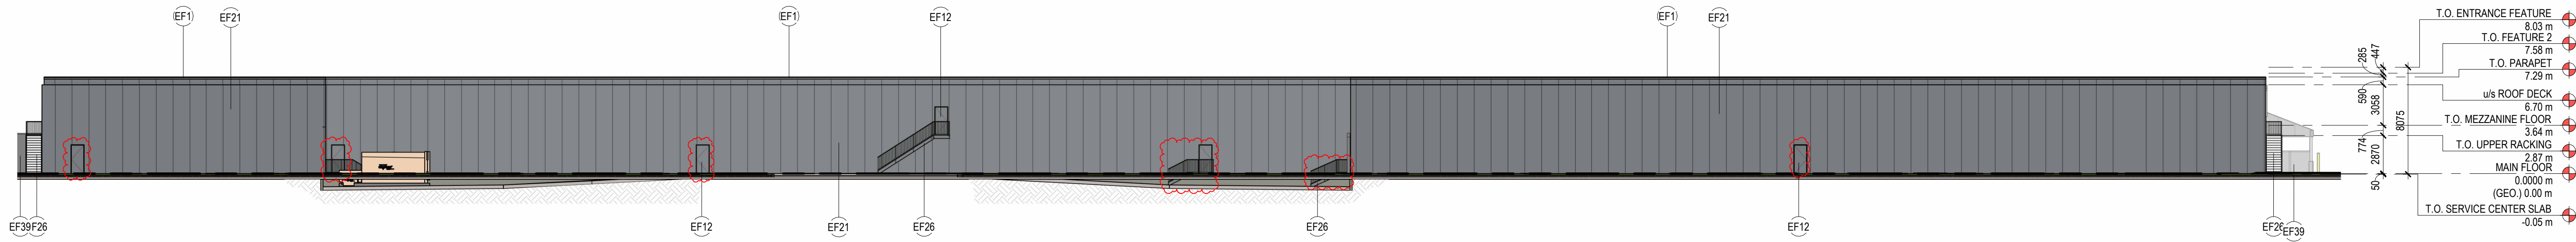 EF1
EF21
EF1
EF12
EF1
EF21
T.O. ENTRANCE FEATURE
8.03 m
T.O. FEATURE 2
7.58 m
T.O. PARAPET
7.29 m
u/s ROOF DECK
6.70 m
T.O. MEZZANINE FLOOR
3.64 m
T.O. UPPER RACKING
2.87 m
MAIN FLOOR
0.0000 m
(GEO.) 0.00 m
T.O. SERVICE CENTER SLAB
-0.05 m
285
447
590
3058
8075
774
2870
50
EF39
EF26
EF12
EF21
EF26
EF26
EF12
EF26
EF39